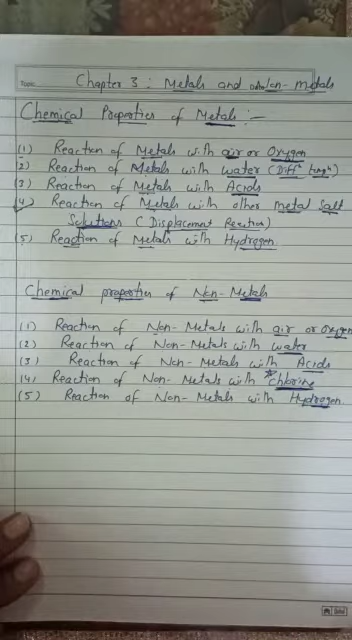 Topic
Chapter 3 : Metals and Non-Metals
Chemical Properties of Metals :-
(1) Reaction of Metals with air or Oxygen
(2) Reaction of Metals with water (Diff° temp°)
(3) Reaction of Metals with Acids
(4) Reaction of Metals with other metal Salt
Solutions (Displacement Reaction)
(5) Reaction of Metals with Hydrogen
Chemical properties of Non-Metals
(1) Reaction of Non-Metals with air or Oxygen
(2) Reaction of Non-Metals with water
(3) Reaction of Non-Metals with Acids
(4) Reaction of Non-Metals with *chlorine
(5) Reaction of Non-Metals with Hydrogen